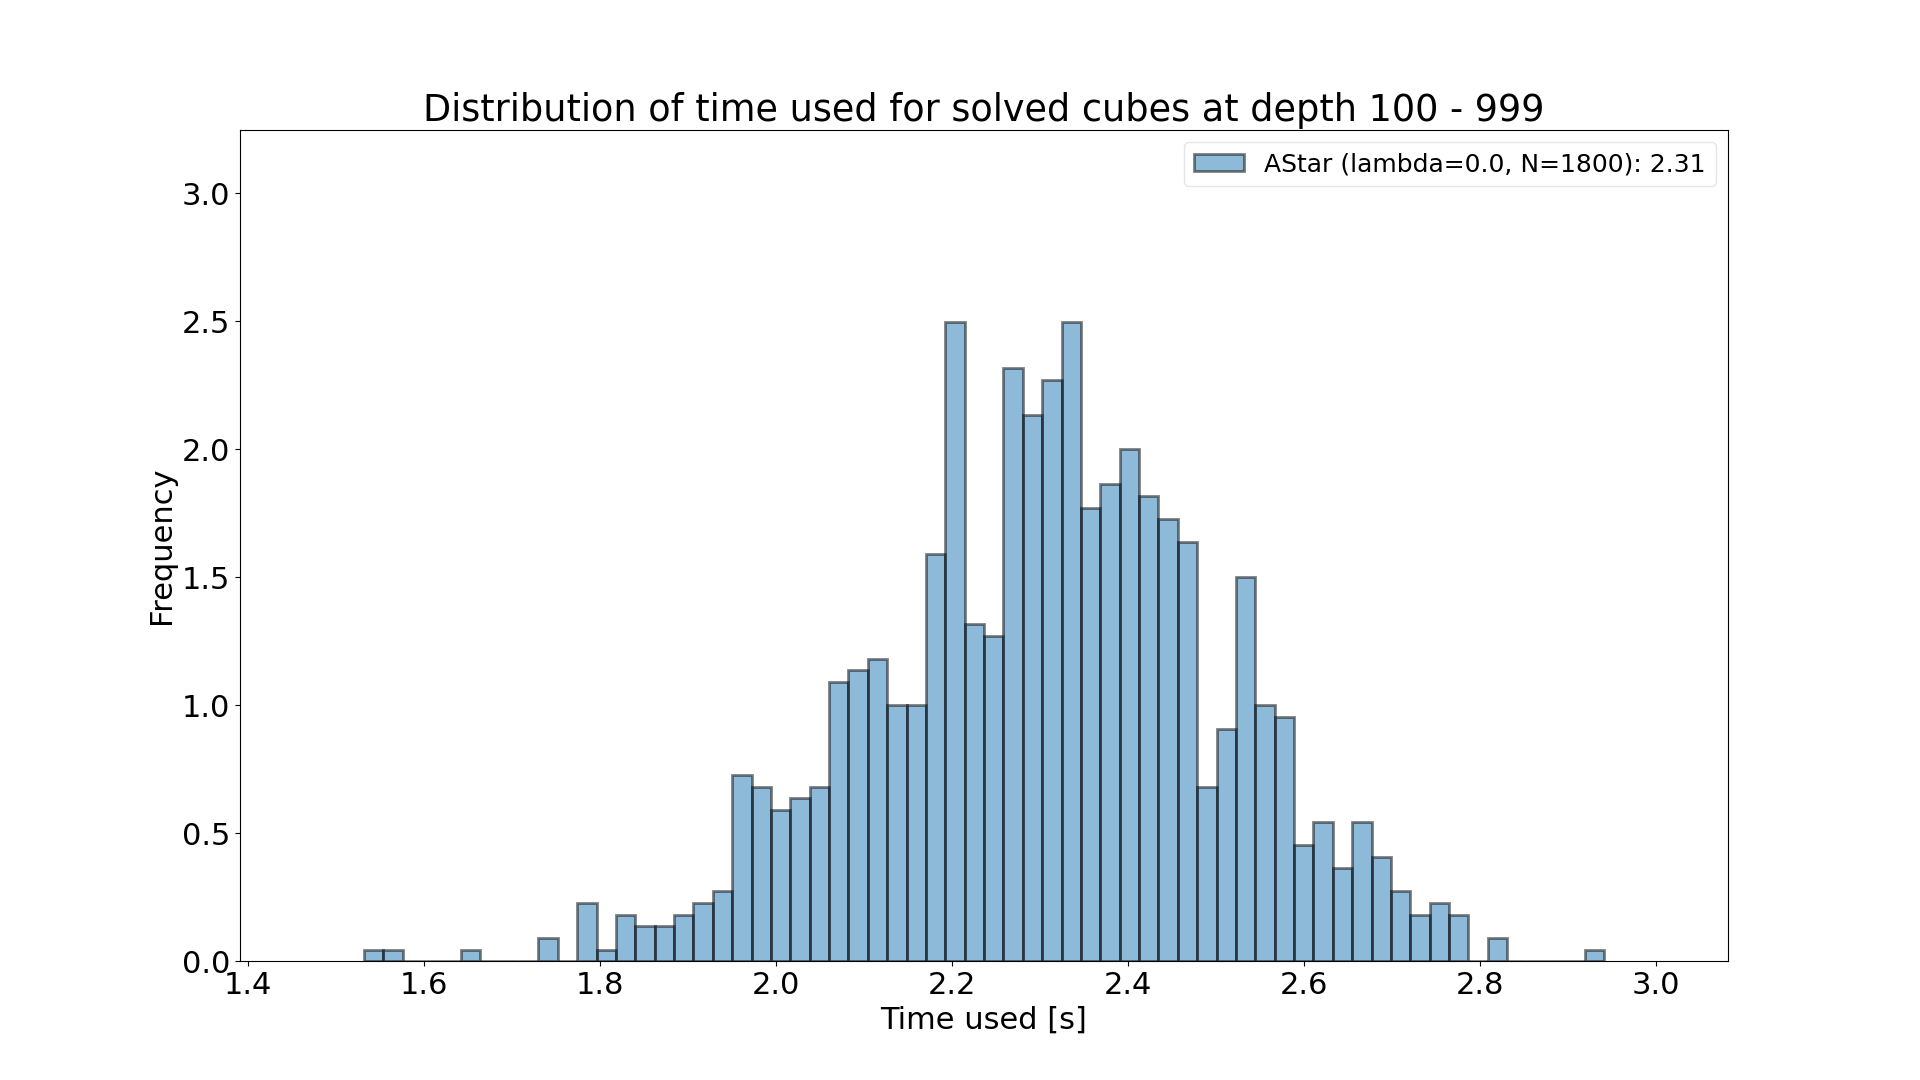 Distribution of time used for solved cubes at depth 100 - 999
AStar (lambda=0.0, N=1800): 2.31
3.0
2.5
2.0
1.5
1.0
0.5
0.0
Frequency
1.4 1.6 1.8 2.0 2.2 2.4 2.6 2.8 3.0
Time used [s]